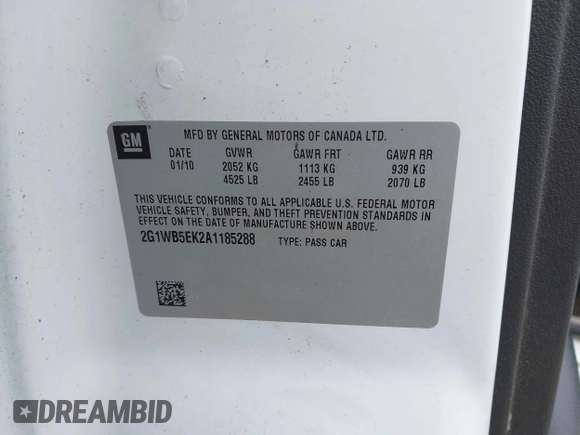 GM
MFD BY GENERAL MOTORS OF CANADA LTD.
DATE GVWR GAWR FRT GAWR RR
01/10 2052 KG 1113 KG 939 KG
4525 LB 2455 LB 2070 LB
THIS VEHICLE CONFORMS TO ALL APPLICABLE U.S. FEDERAL MOTOR
VEHICLE SAFETY, BUMPER, AND THEFT PREVENTION STANDARDS IN
EFFECT ON THE DATE OF MANUFACTURE SHOWN ABOVE.
2G1WB5EK2A1185288 TYPE: PASS CAR
DREAMBID